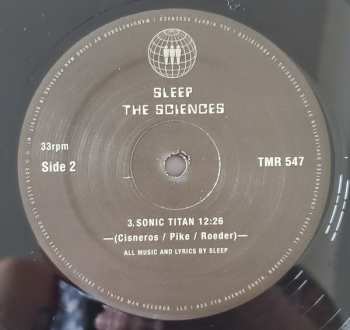 SLEEP
THE SCIENCES
33rpm
Side 2
TMR 547
3.SONIC TITAN 12:26
—(Cisneros / Pike / Roeder)—
ALL MUSIC AND LYRICS BY SLEEP